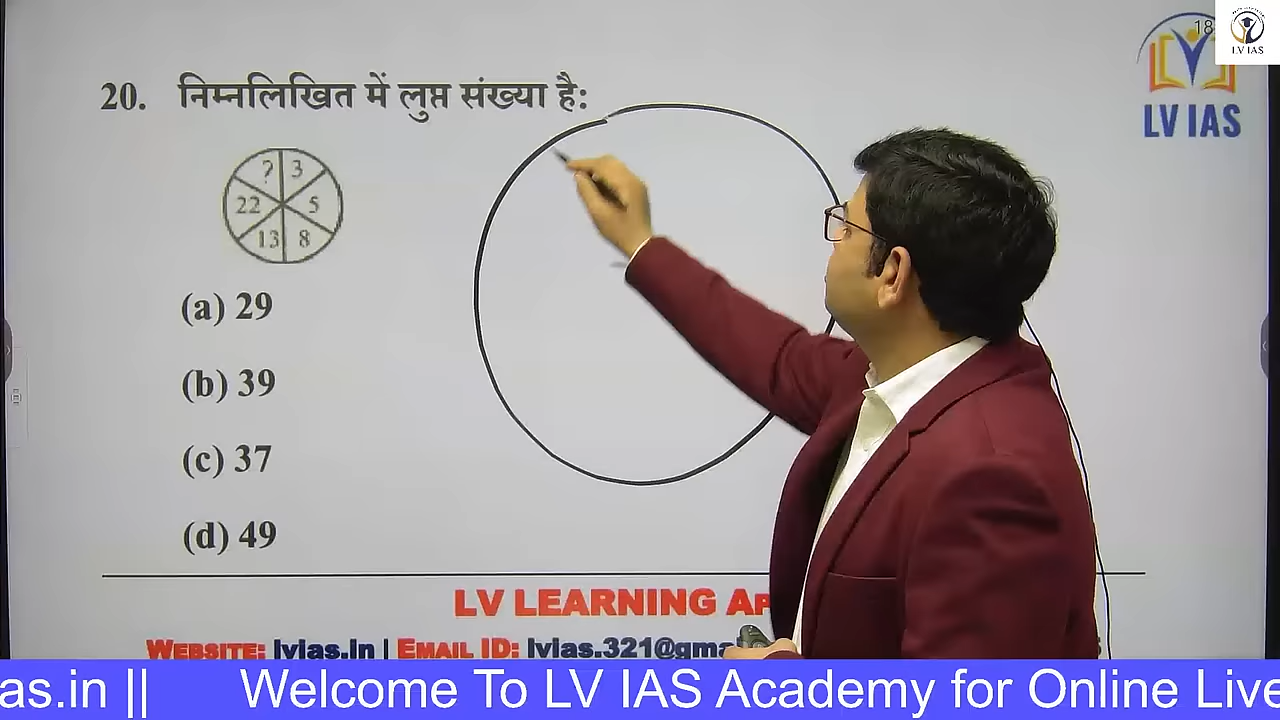 18
LV IAS
LV IAS
20. निम्नलिखित में लुप्त संख्या है:
? 3
22 5
13 8
(a) 29
(b) 39
(c) 37
(d) 49
LV LEARNING AP
WEBSITE: lvias.in | EMAIL ID: lvias.321@gma
as.in || Welcome To LV IAS Academy for Online Live